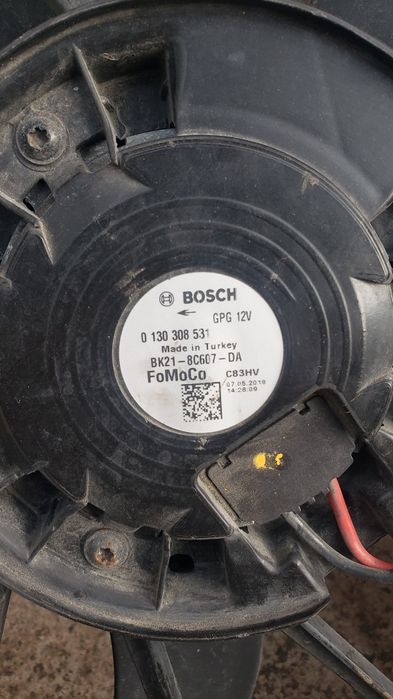 BOSCH
GPG 12V
0 130 308 531
Made in Turkey
BK21-8C607-DA
FoMoCo C83HV
07.05.2018
14:26:09